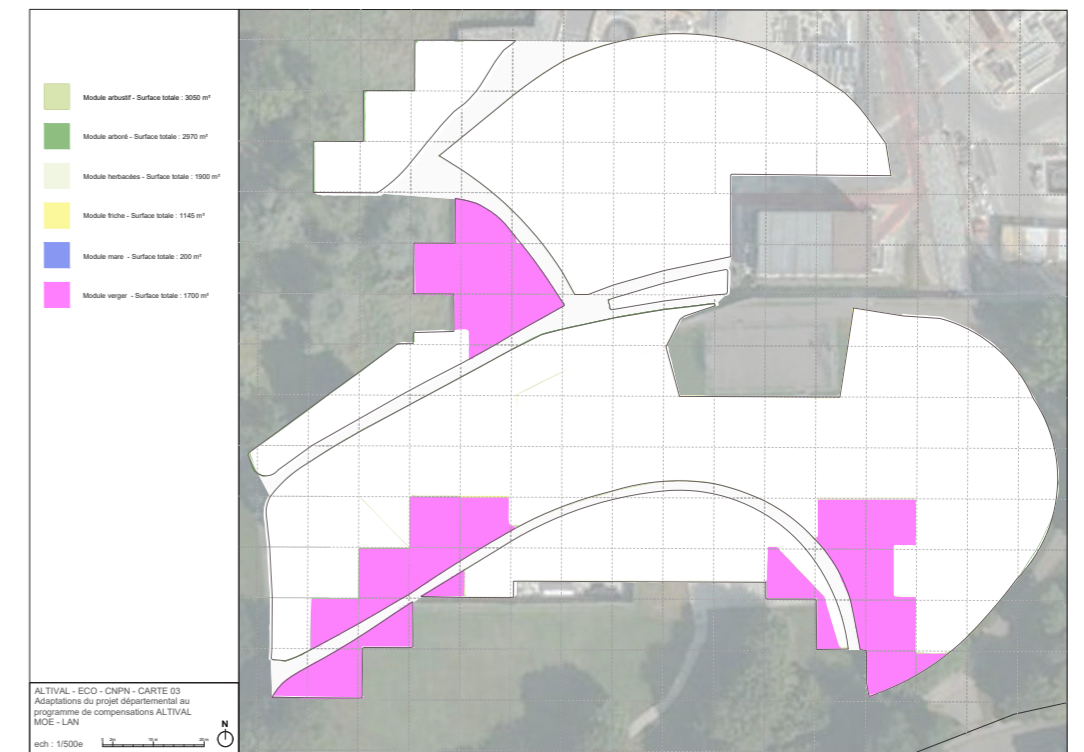 Module arbustif - Surface totale : 3050 m²
Module arboré - Surface totale : 2970 m²
Module herbacées - Surface totale : 1900 m²
Module friche - Surface totale : 1145 m²
Module mare - Surface totale : 200 m²
Module verger - Surface totale : 1700 m²
ALTIVAL - ECO - CNPN - CARTE 03
Adaptations du projet départemental au
programme de compensations ALTIVAL
MOE - LAN
N
ech : 1/500e